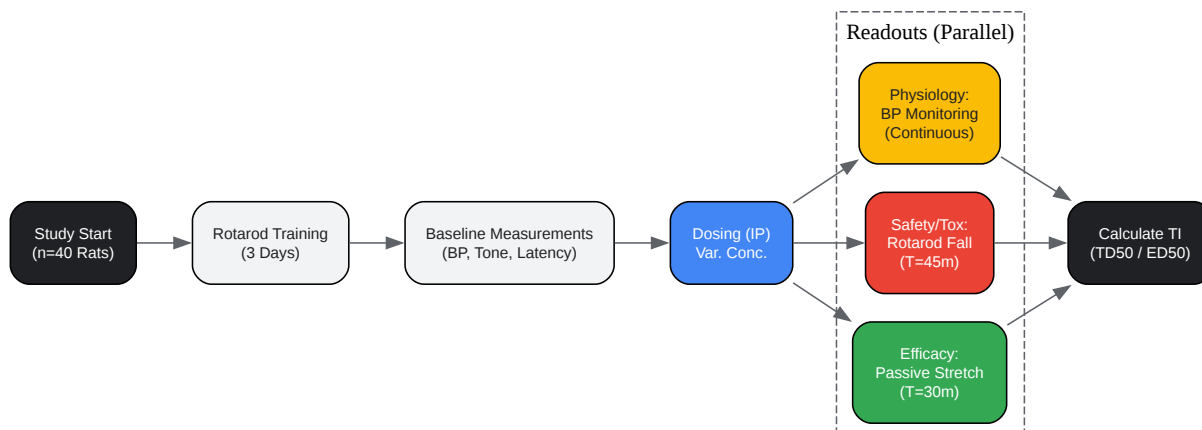 Study Start
(n=40 Rats)
Rotarod Training
(3 Days)
Baseline Measurements
(BP, Tone, Latency)
Dosing (IP)
Var. Conc.
Readouts (Parallel)
Physiology:
BP Monitoring
(Continuous)
Safety/Tox:
Rotarod Fall
(T=45m)
Efficacy:
Passive Stretch
(T=30m)
Calculate TI
(TD50 / ED50)